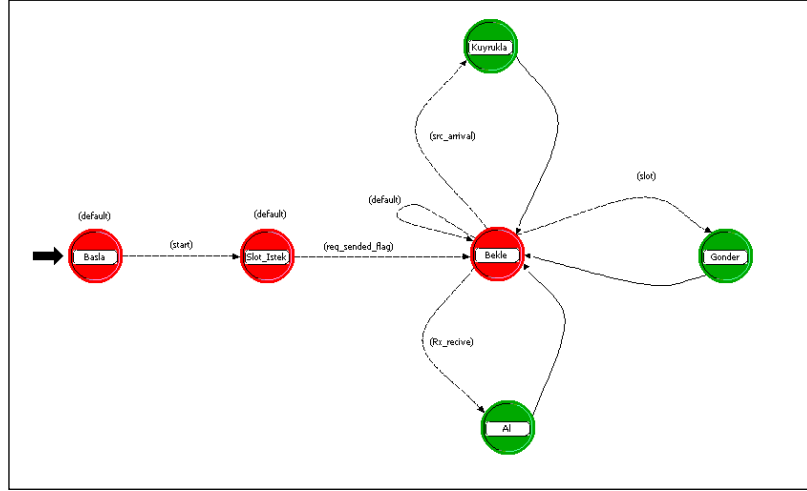 Kuyrukla
(src_arrival)
(slot)
(default)
(default)
(default)
(start)
(req_sended_flag)
Basla
Slot_Istek
Bekle
Gonder
(Rx_recive)
Al